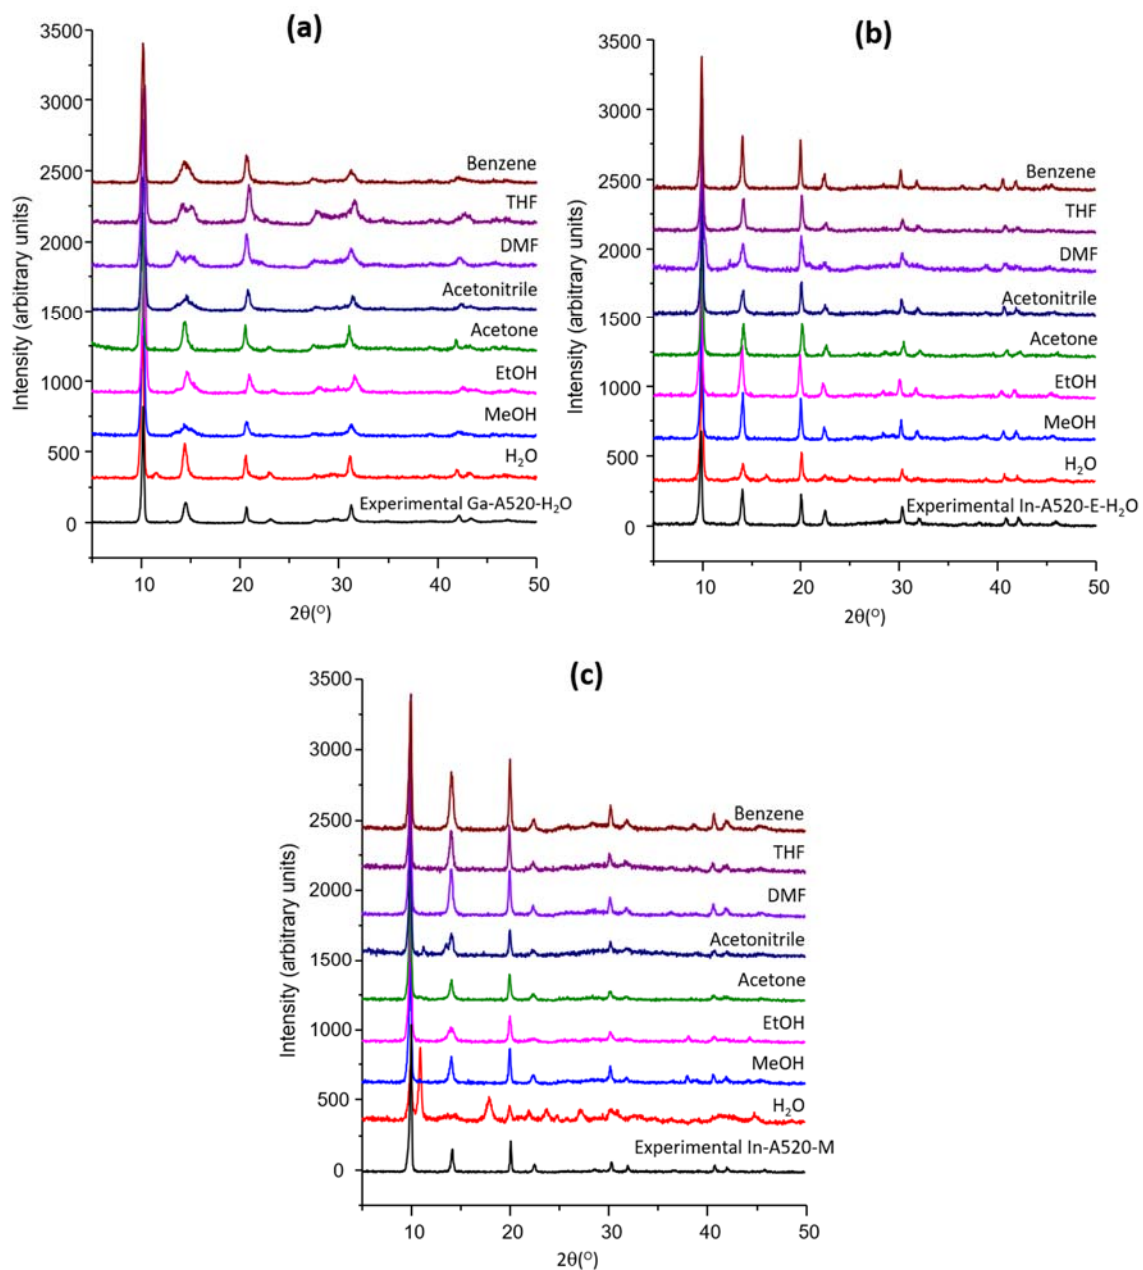 (a)
3500
3000
2500
2000
1500
1000
500
0
Intensity (arbitrary units)
Benzene
THF
DMF
Acetonitrile
Acetone
EtOH
MeOH
H₂O
Experimental Ga-A520-H₂O
10 20 30 40 50
2θ(°)
(b)
3500
3000
2500
2000
1500
1000
500
0
Intensity (arbitrary units)
Benzene
THF
DMF
Acetonitrile
Acetone
EtOH
MeOH
H₂O
Experimental In-A520-E-H₂O
10 20 30 40 50
2θ(°)
(c)
3500
3000
2500
2000
1500
1000
500
0
Intensity (arbitrary units)
Benzene
THF
DMF
Acetonitrile
Acetone
EtOH
MeOH
H₂O
Experimental In-A520-M
10 20 30 40 50
2θ(°)